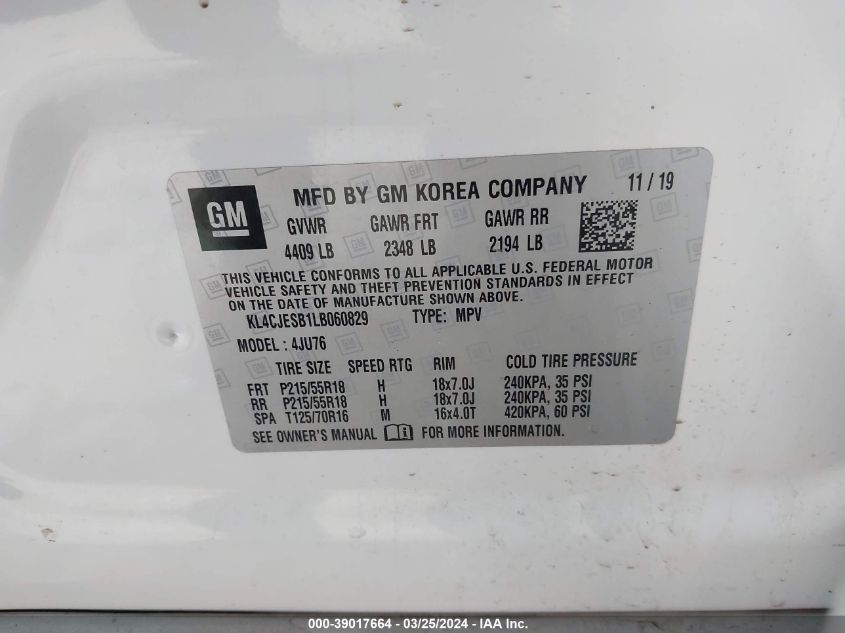 GM
MFD BY GM KOREA COMPANY 11 / 19
GVWR GAWR FRT GAWR RR
4409 LB 2348 LB 2194 LB
THIS VEHICLE CONFORMS TO ALL APPLICABLE U.S. FEDERAL MOTOR
VEHICLE SAFETY AND THEFT PREVENTION STANDARDS IN EFFECT
ON THE DATE OF MANUFACTURE SHOWN ABOVE.
KL4CJESB1LB060829 TYPE: MPV
MODEL : 4JU76
TIRE SIZE SPEED RTG RIM COLD TIRE PRESSURE
FRT P215/55R18 H 18x7.0J 240KPA, 35 PSI
RR P215/55R18 H 18x7.0J 240KPA, 35 PSI
SPA T125/70R16 M 16x4.0T 420KPA, 60 PSI
SEE OWNER'S MANUAL FOR MORE INFORMATION.
000-39017664 - 03/25/2024 - IAA Inc.